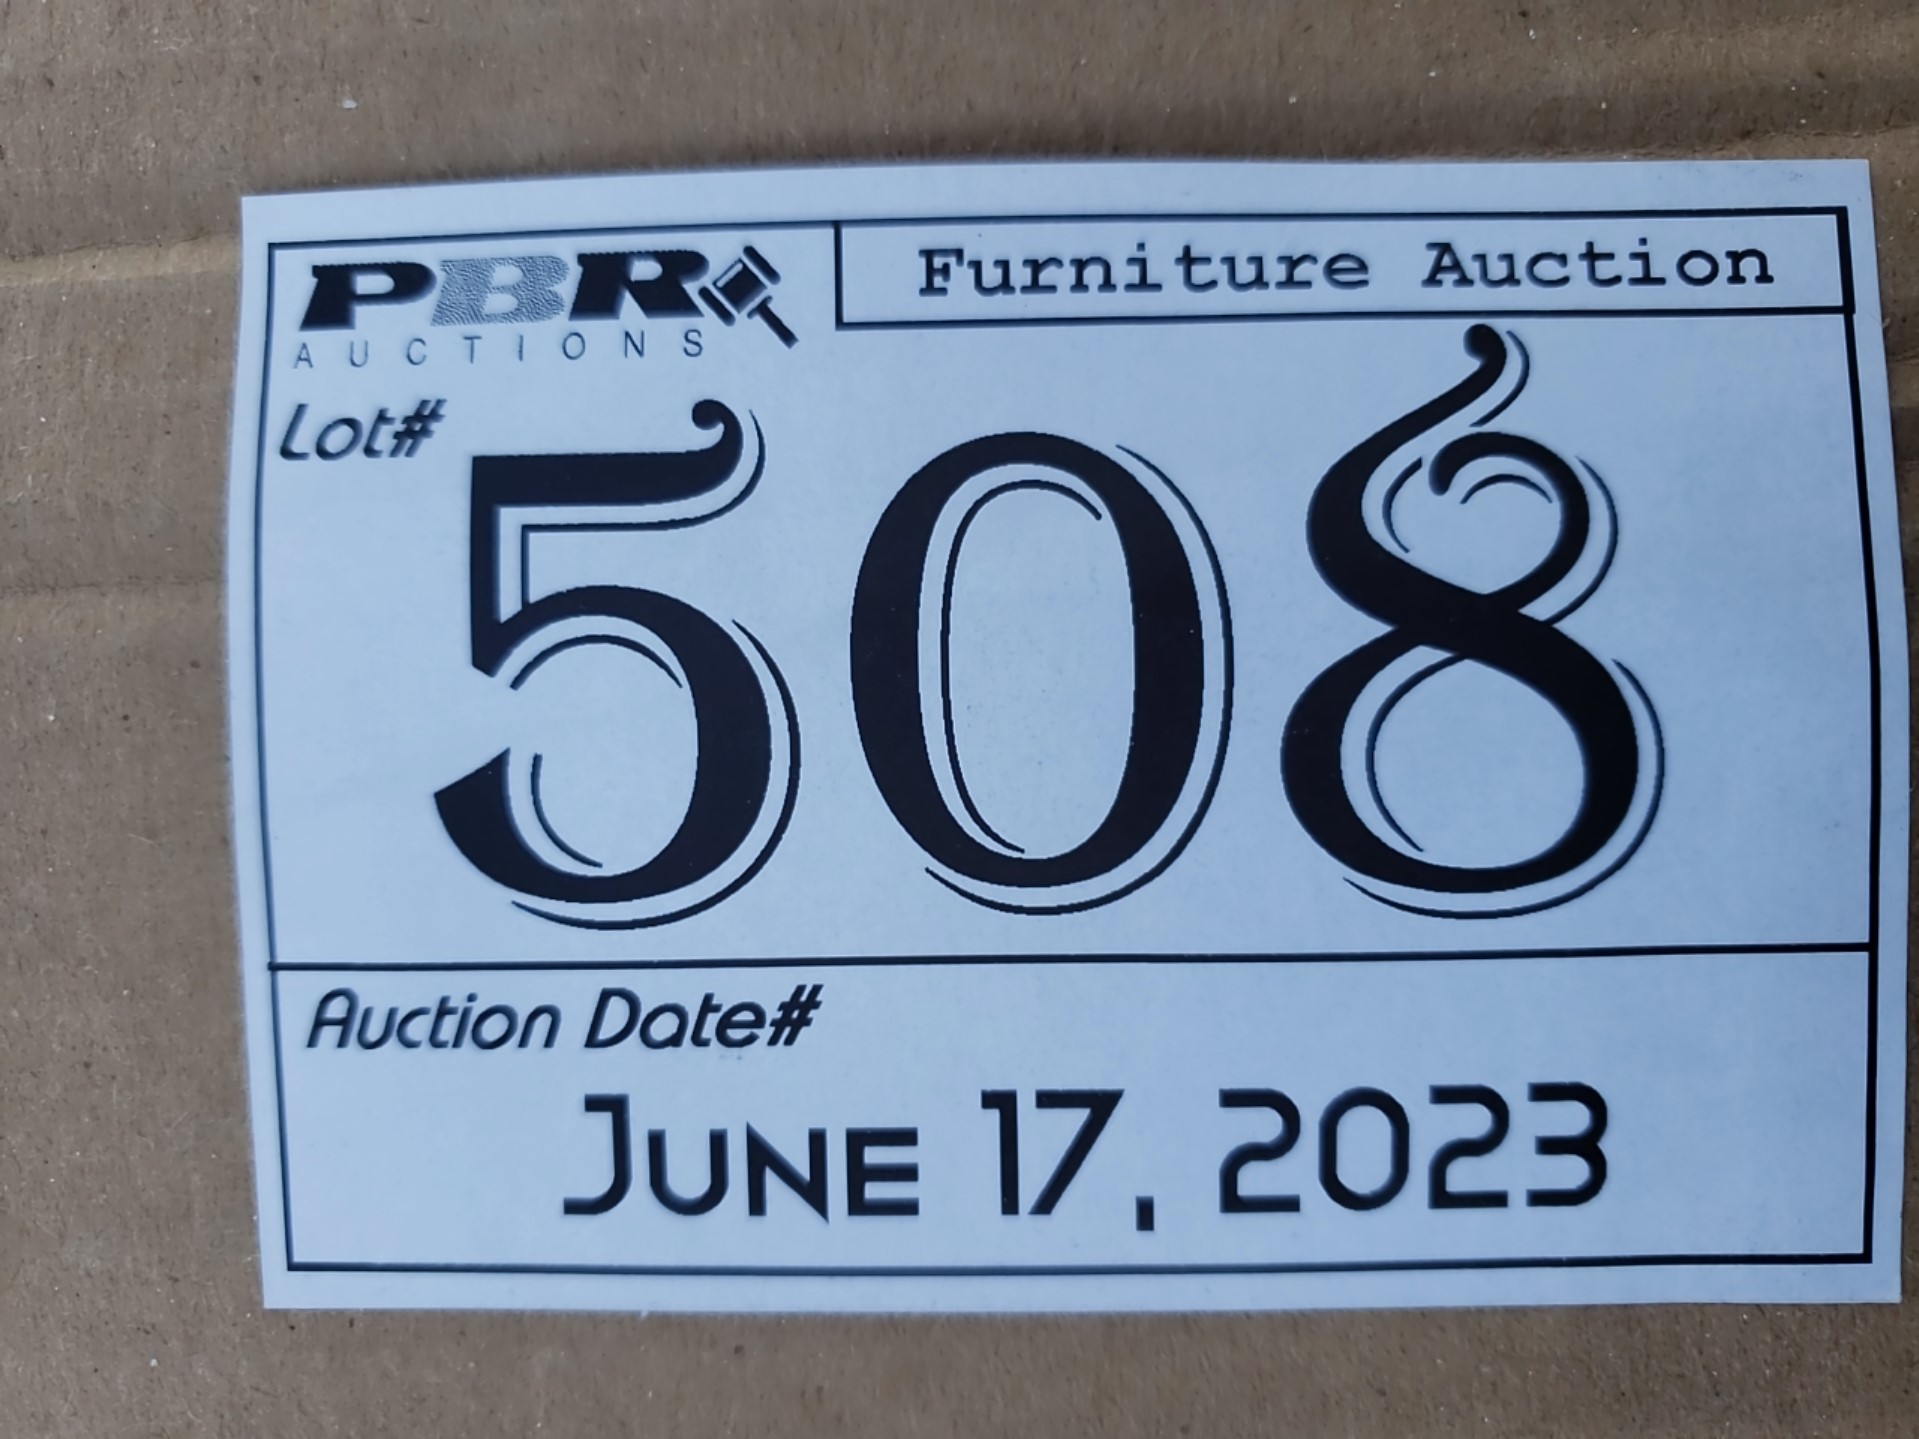 PBR
AUCTIONS
Furniture Auction
Lot#
508
Auction Date#
JUNE 17, 2023